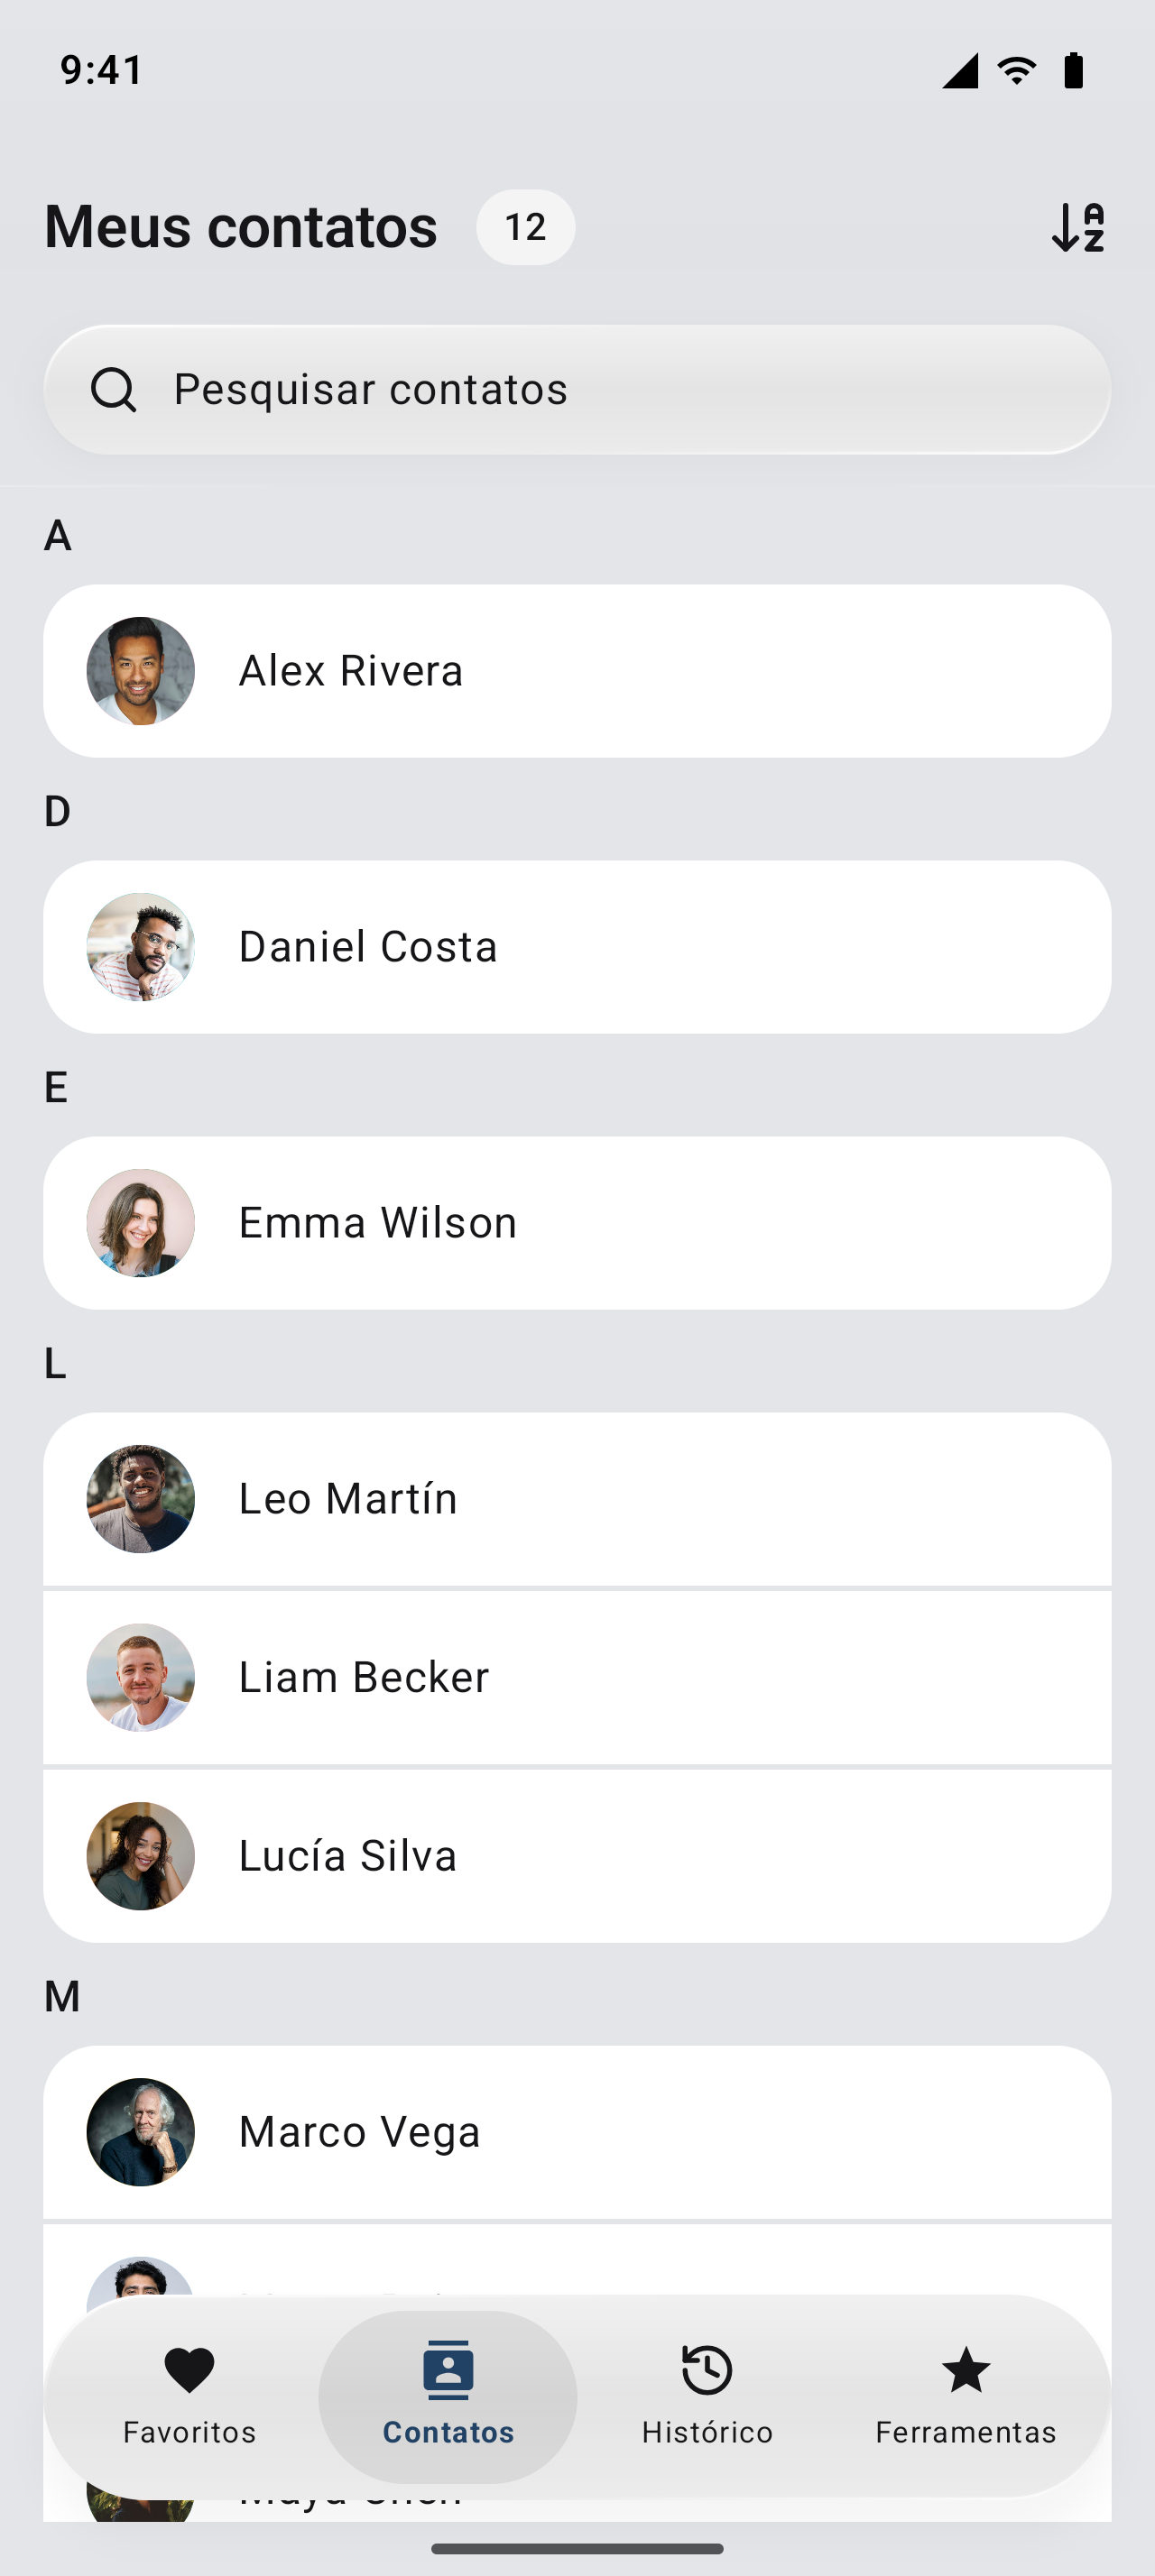 9:41
Meus contatos 12
Pesquisar contatos
A
Alex Rivera
D
Daniel Costa
E
Emma Wilson
L
Leo Martín
Liam Becker
Lucía Silva
M
Marco Vega
Favoritos Contatos Histórico Ferramentas